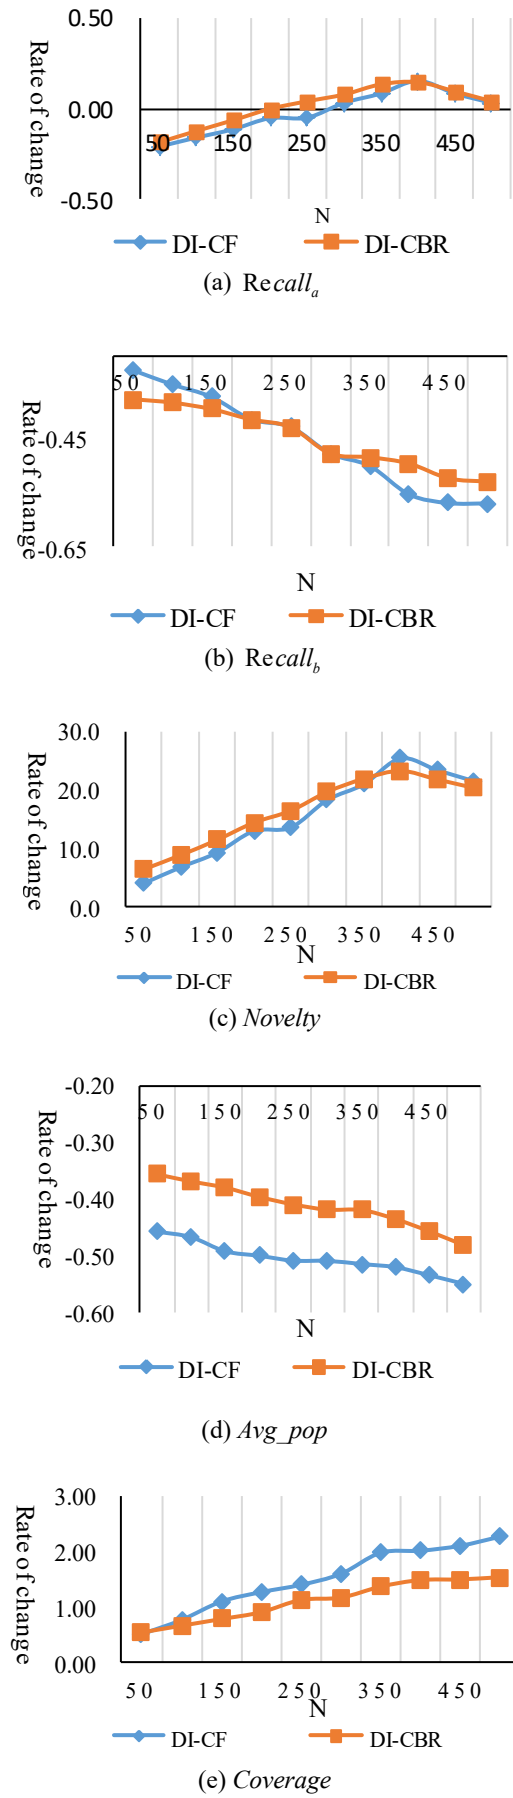 0.50
0.00
-0.50
Rate of change
50 150 250 350 450
N
DI-CF DI-CBR
(a) Recallₐ
50 150 250 350 450
-0.45
-0.65
Rate of change
N
DI-CF DI-CBR
(b) Recall_b
30.0
20.0
10.0
0.0
Rate of change
50 150 250 350 450
N
DI-CF DI-CBR
(c) Novelty
-0.20
50 150 250 350 450
-0.30
-0.40
-0.50
-0.60
Rate of change
N
DI-CF DI-CBR
(d) Avg_pop
3.00
2.00
1.00
0.00
Rate of change
50 150 250 350 450
N
DI-CF DI-CBR
(e) Coverage